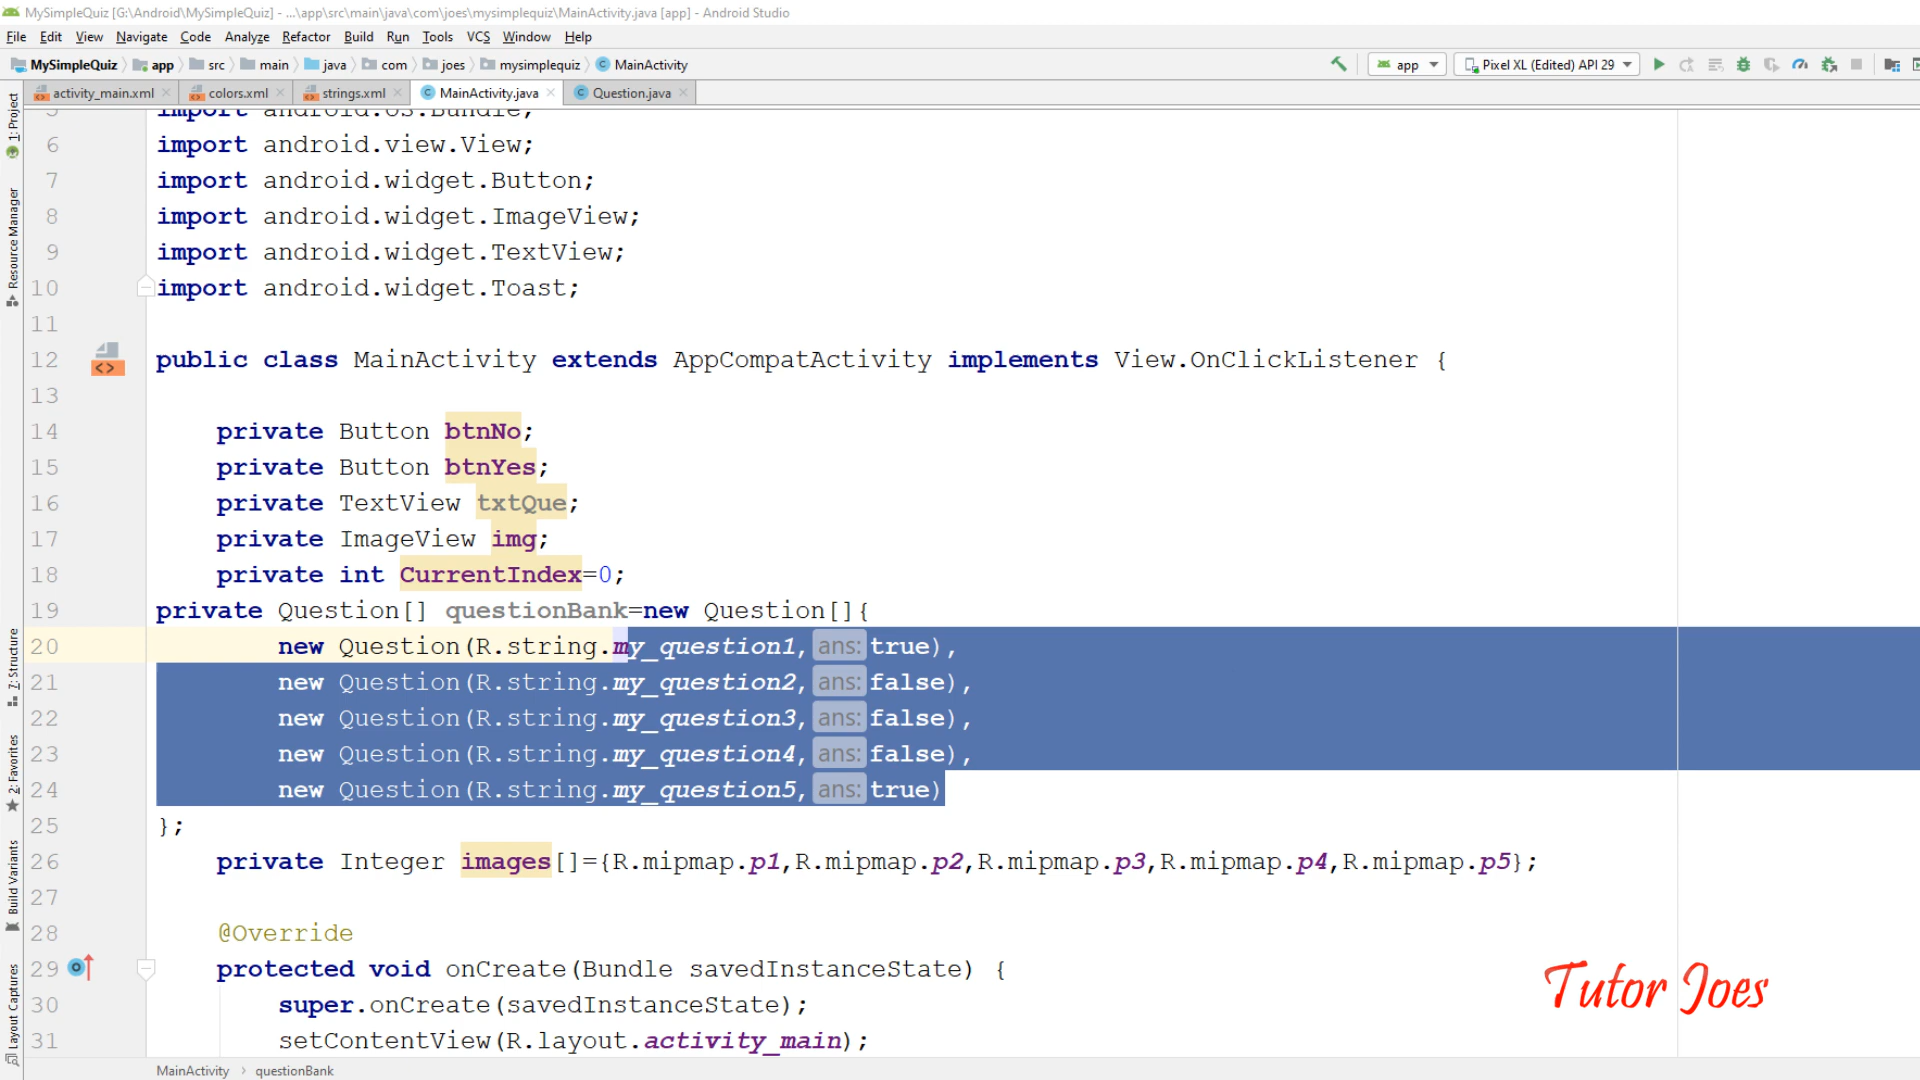 MySimpleQuiz [G:\Android\MySimpleQuiz] - ...\app\src\main\java\com\joes\mysimplequiz\MainActivity.java [app] - Android Studio
File Edit View Navigate Code Analyze Refactor Build Run Tools VCS Window Help
MySimpleQuiz app src main java com joes mysimplequiz MainActivity app Pixel XL (Edited) API 29
activity_main.xml colors.xml strings.xml MainActivity.java Question.java
1: Project
Resource Manager
7: Structure
2: Favorites
Build Variants
Layout Captures
5 import android.os.Bundle;
6 import android.view.View;
7 import android.widget.Button;
8 import android.widget.ImageView;
9 import android.widget.TextView;
10 import android.widget.Toast;
11
12 public class MainActivity extends AppCompatActivity implements View.OnClickListener {
13
14 private Button btnNo;
15 private Button btnYes;
16 private TextView txtQue;
17 private ImageView img;
18 private int CurrentIndex=0;
19 private Question[] questionBank=new Question[]{
20 new Question(R.string.my_question1, ans: true),
21 new Question(R.string.my_question2, ans: false),
22 new Question(R.string.my_question3, ans: false),
23 new Question(R.string.my_question4, ans: false),
24 new Question(R.string.my_question5, ans: true)
25 };
26 private Integer images[]={R.mipmap.p1,R.mipmap.p2,R.mipmap.p3,R.mipmap.p4,R.mipmap.p5};
27
28 @Override
29 protected void onCreate(Bundle savedInstanceState) {
30 super.onCreate(savedInstanceState);
31 setContentView(R.layout.activity_main);
Tutor Joes
MainActivity › questionBank